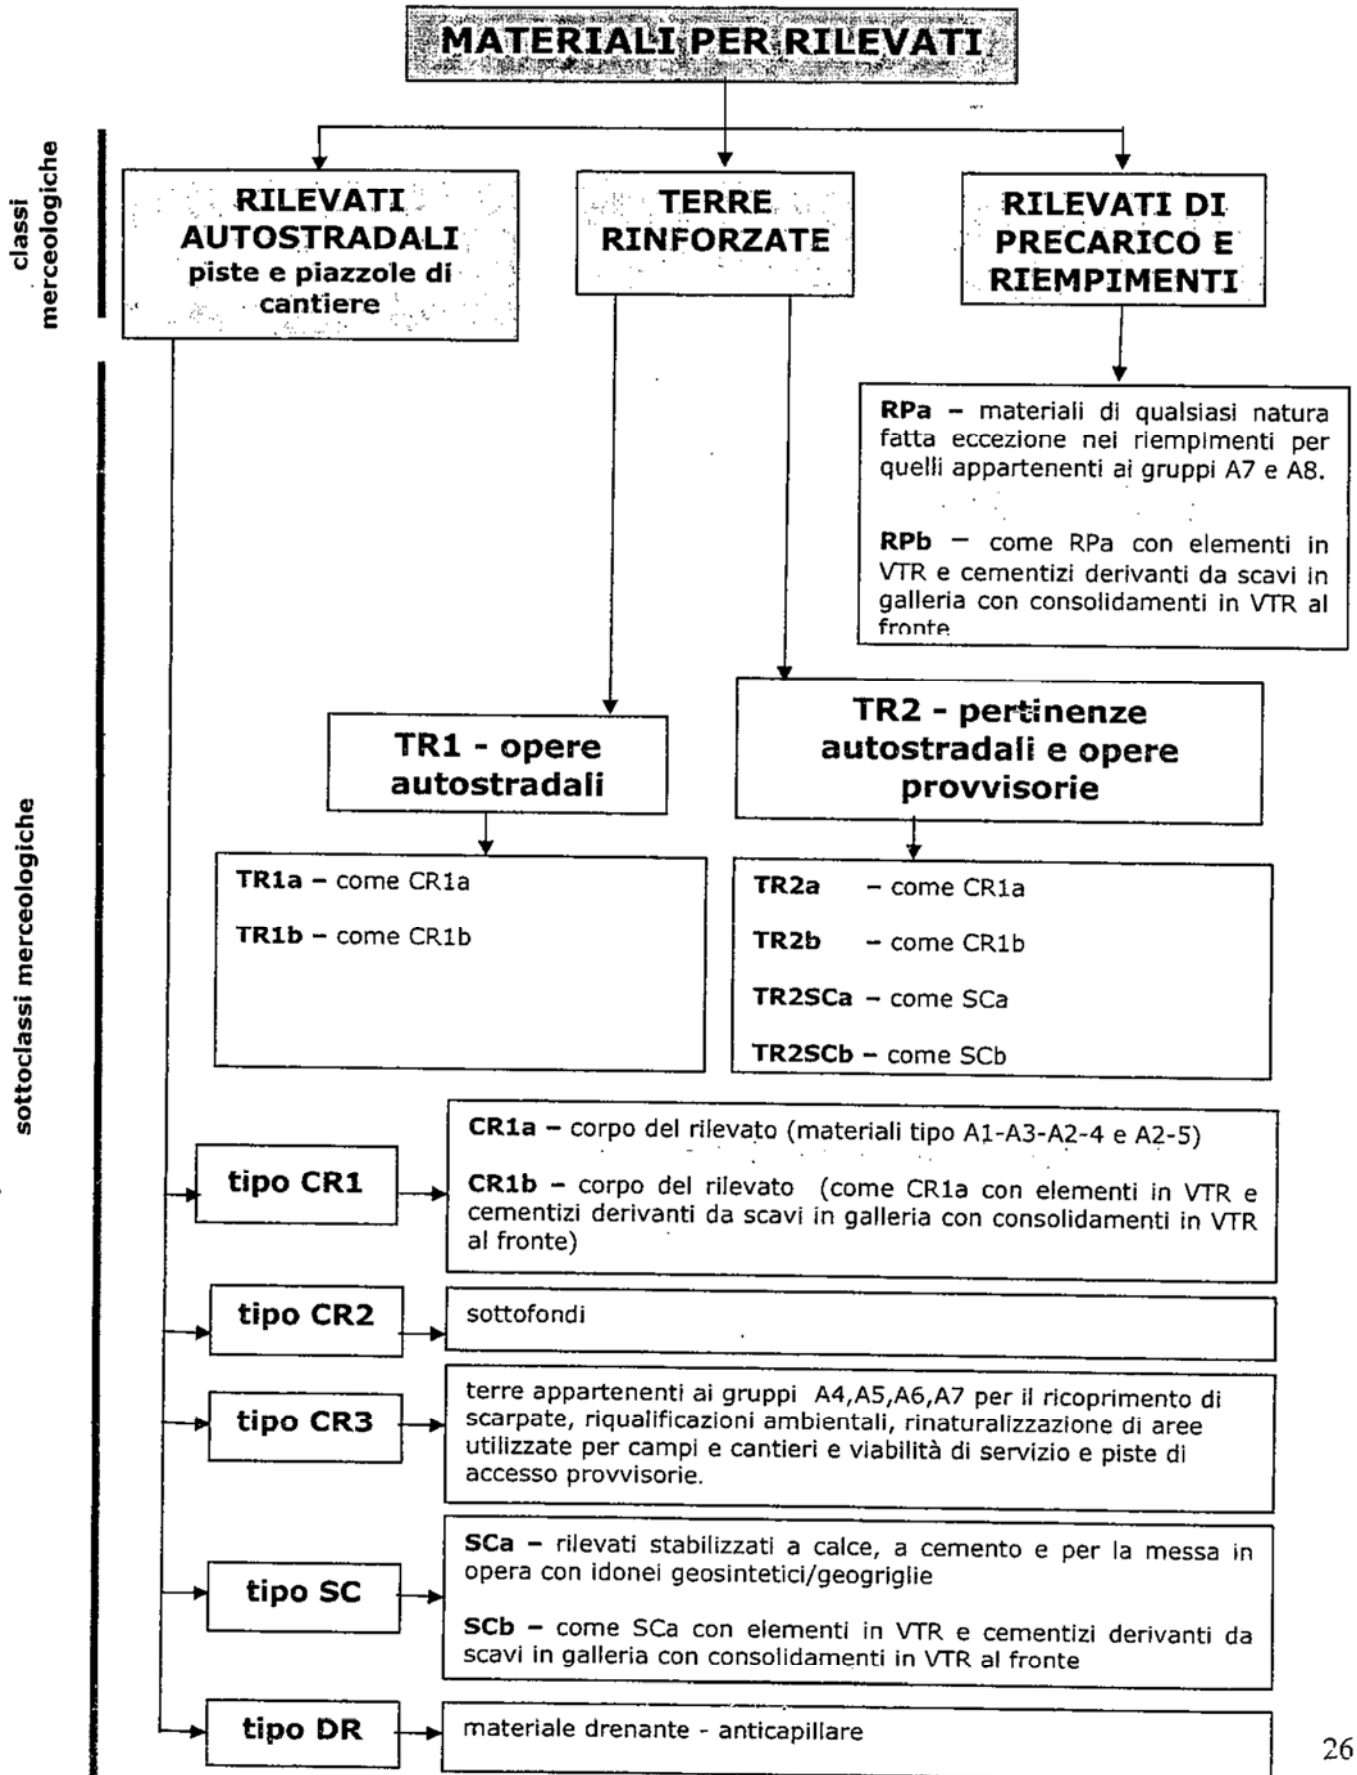 MATERIALI PER RILEVATI
classi
merceologiche
RILEVATI
AUTOSTRADALI
piste e piazzole di
cantiere
TERRE
RINFORZATE
RILEVATI DI
PRECARICO E
RIEMPIMENTI
RPa – materiali di qualsiasi natura
fatta eccezione nei riempimenti per
quelli appartenenti ai gruppi A7 e A8.
RPb – come RPa con elementi in
VTR e cementizi derivanti da scavi in
galleria con consolidamenti in VTR al
fronte
TR1 - opere
autostradali
TR2 - pertinenze
autostradali e opere
provvisorie
sottoclassi merceologiche
TR1a – come CR1a
TR1b – come CR1b
TR2a – come CR1a
TR2b – come CR1b
TR2SCa – come SCa
TR2SCb – come SCb
tipo CR1
CR1a – corpo del rilevato (materiali tipo A1-A3-A2-4 e A2-5)
CR1b – corpo del rilevato (come CR1a con elementi in VTR e
cementizi derivanti da scavi in galleria con consolidamenti in VTR
al fronte)
tipo CR2
sottofondi
tipo CR3
terre appartenenti ai gruppi A4,A5,A6,A7 per il ricoprimento di
scarpate, riqualificazioni ambientali, rinaturalizzazione di aree
utilizzate per campi e cantieri e viabilità di servizio e piste di
accesso provvisorie.
tipo SC
SCa – rilevati stabilizzati a calce, a cemento e per la messa in
opera con idonei geosintetici/geogriglie
SCb – come SCa con elementi in VTR e cementizi derivanti da
scavi in galleria con consolidamenti in VTR al fronte
tipo DR
materiale drenante - anticapillare
26